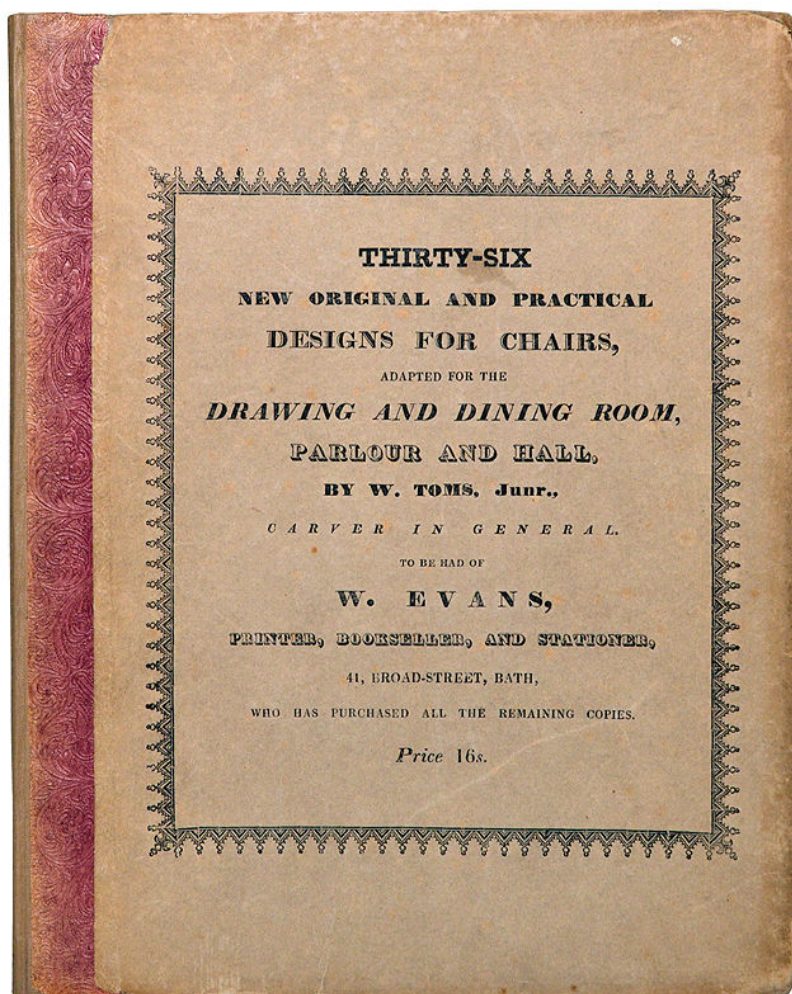 THIRTY-SIX
NEW ORIGINAL AND PRACTICAL
DESIGNS FOR CHAIRS,
ADAPTED FOR THE
DRAWING AND DINING ROOM,
PARLOUR AND HALL,
BY W. TOMS, Junr.,
CARVER IN GENERAL.
TO BE HAD OF
W. EVANS,
PRINTER, BOOKSELLER, AND STATIONER,
41, BROAD-STREET, BATH,
WHO HAS PURCHASED ALL THE REMAINING COPIES.
Price 16s.